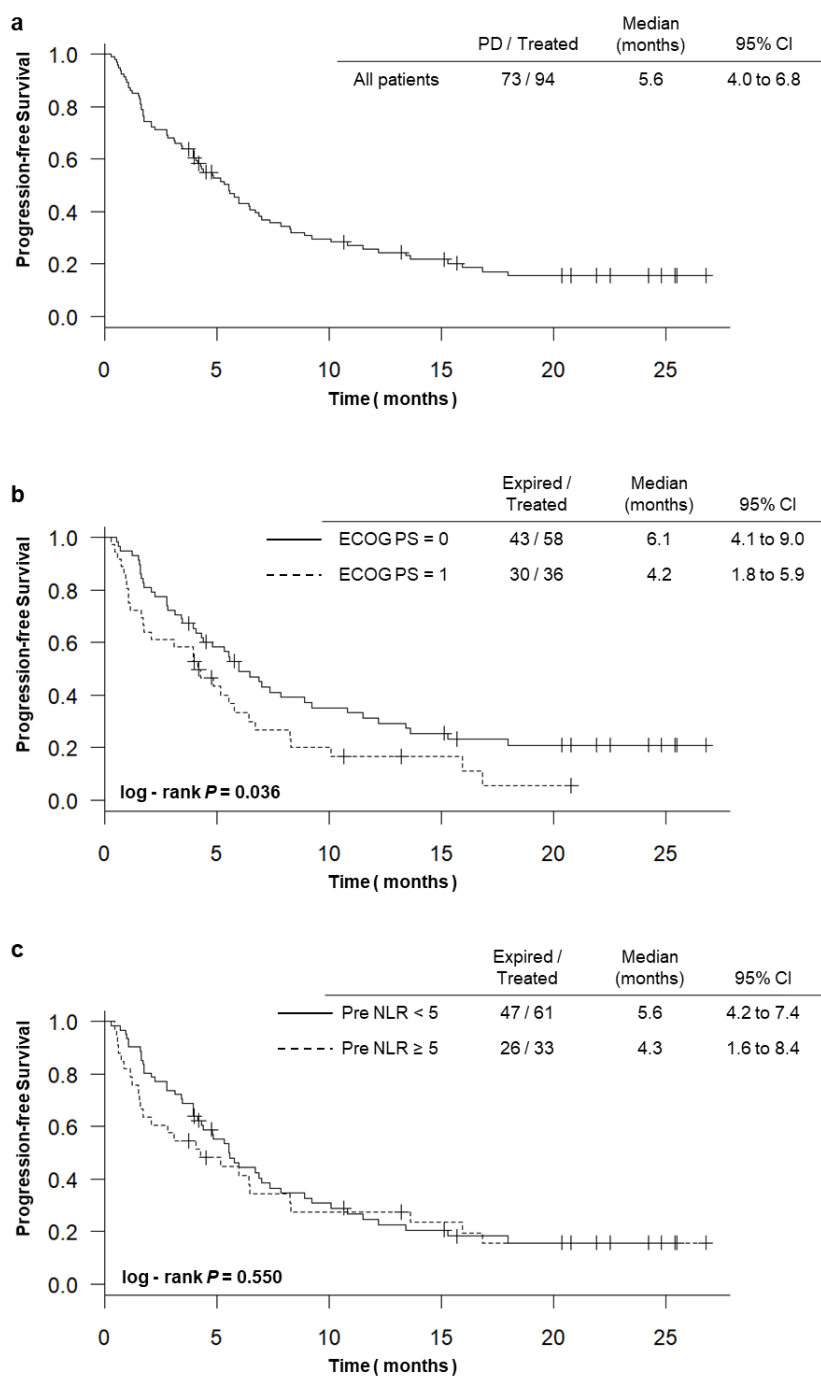 a
PD / Treated Median (months) 95% CI
All patients 73 / 94 5.6 4.0 to 6.8
Progression-free Survival
1.0
0.8
0.6
0.4
0.2
0.0
0 5 10 15 20 25
Time ( months )
b
Expired / Treated Median (months) 95% CI
ECOG PS = 0 43 / 58 6.1 4.1 to 9.0
ECOG PS = 1 30 / 36 4.2 1.8 to 5.9
Progression-free Survival
1.0
0.8
0.6
0.4
0.2
0.0
log - rank P = 0.036
0 5 10 15 20 25
Time ( months )
c
Expired / Treated Median (months) 95% CI
Pre NLR < 5 47 / 61 5.6 4.2 to 7.4
Pre NLR ≥ 5 26 / 33 4.3 1.6 to 8.4
Progression-free Survival
1.0
0.8
0.6
0.4
0.2
0.0
log - rank P = 0.550
0 5 10 15 20 25
Time ( months )